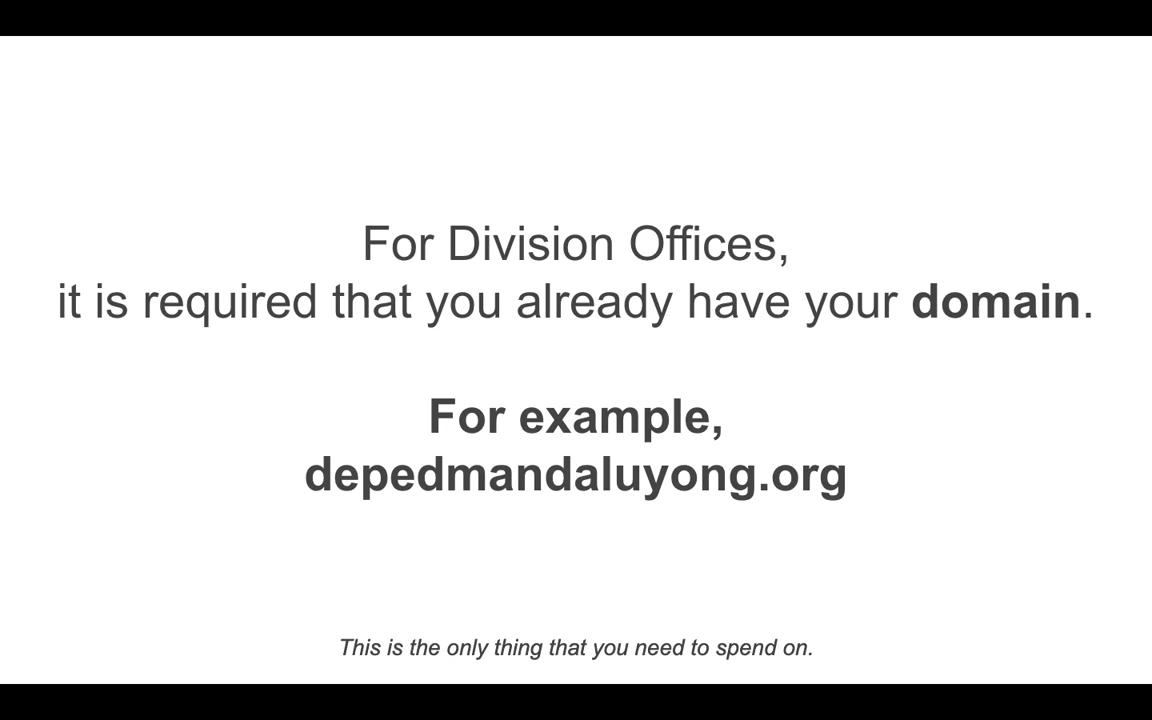 For Division Offices,
it is required that you already have your domain.
For example,
depedmandaluyong.org
This is the only thing that you need to spend on.